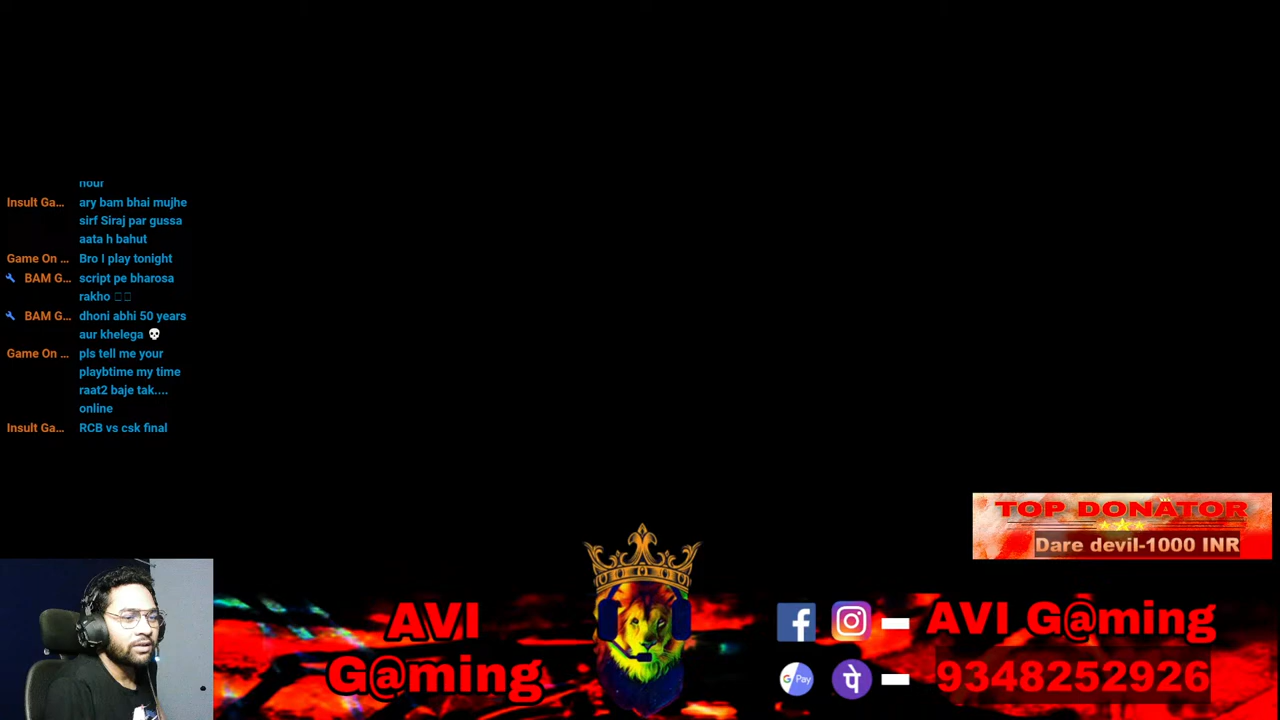 hour
Insult Ga... ary bam bhai mujhe
sirf Siraj par gussa
aata h bahut
Game On ... Bro I play tonight
BAM G... script pe bharosa
rakho
BAM G... dhoni abhi 50 years
aur khelega 💀
Game On ... pls tell me your
playbtime my time
raat2 baje tak....
online
Insult Ga... RCB vs csk final
TOP DONATOR
Dare devil-1000 INR
AVI
G@ming
AVI G@ming
G Pay
पे
9348252926